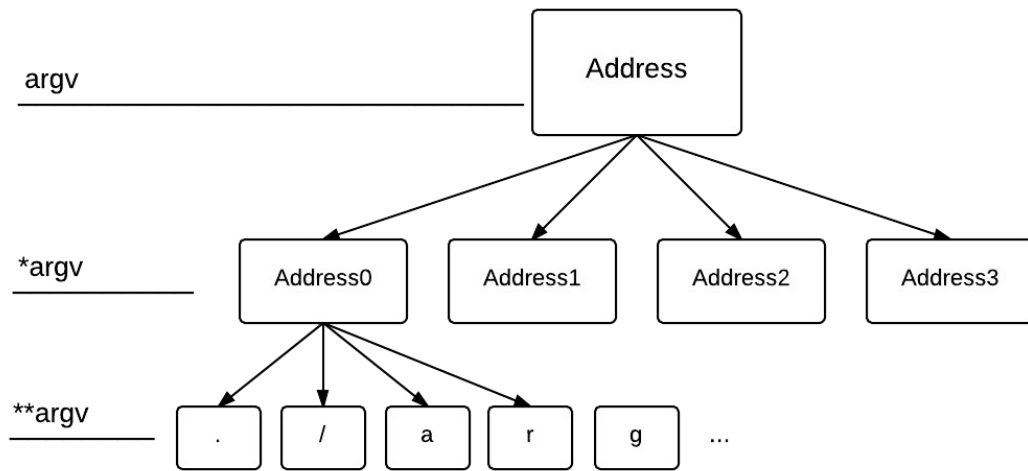 argv
Address
*argv
Address0
Address1
Address2
Address3
**argv
.
/
a
r
g
...